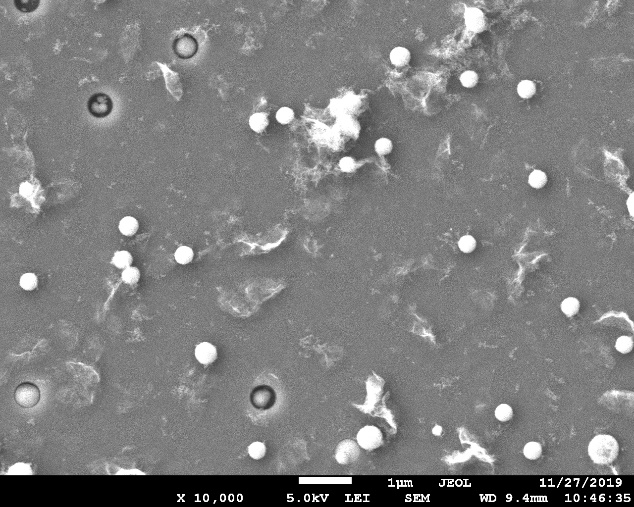 1µm JEOL 11/27/2019
X 10,000 5.0kV LEI SEM WD 9.4mm 10:46:35